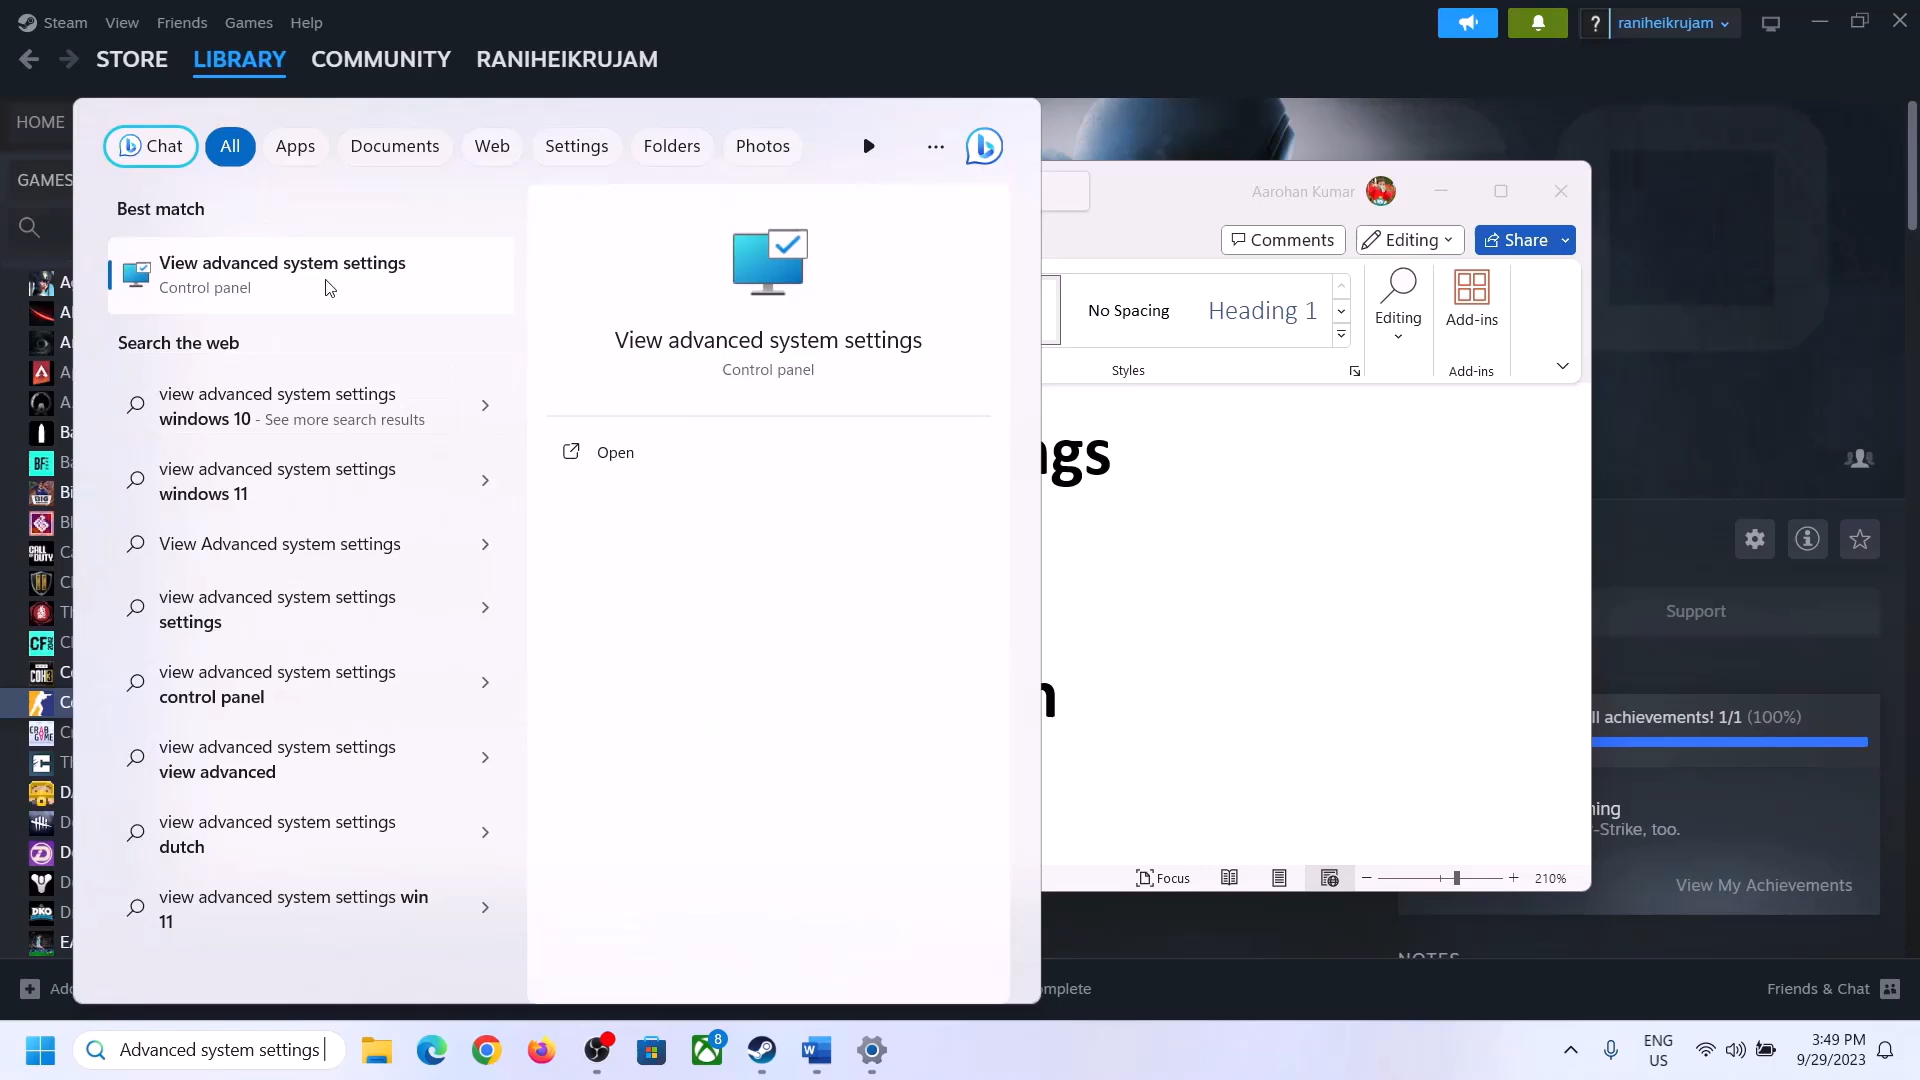 Steam View Friends Games Help
raniheikrujam
STORE LIBRARY COMMUNITY RANIHEIKRUJAM
HOME
GAMES
Chat All Apps Documents Web Settings Folders Photos
Best match
View advanced system settings
Control panel
Search the web
view advanced system settings
windows 10 - See more search results
view advanced system settings
windows 11
View Advanced system settings
view advanced system settings
settings
view advanced system settings
control panel
view advanced system settings
view advanced
view advanced system settings
dutch
view advanced system settings win
11
View advanced system settings
Control panel
Open
Aarohan Kumar
Comments Editing Share
No Spacing Heading 1
Editing
Add-ins
Styles
Add-ins
ngs
n
Focus
210%
Support
ll achievements! 1/1 (100%)
ning
-Strike, too.
View My Achievements
NOTES
Add
mplete
Friends & Chat
Advanced system settings
8
ENG
US
3:49 PM
9/29/2023